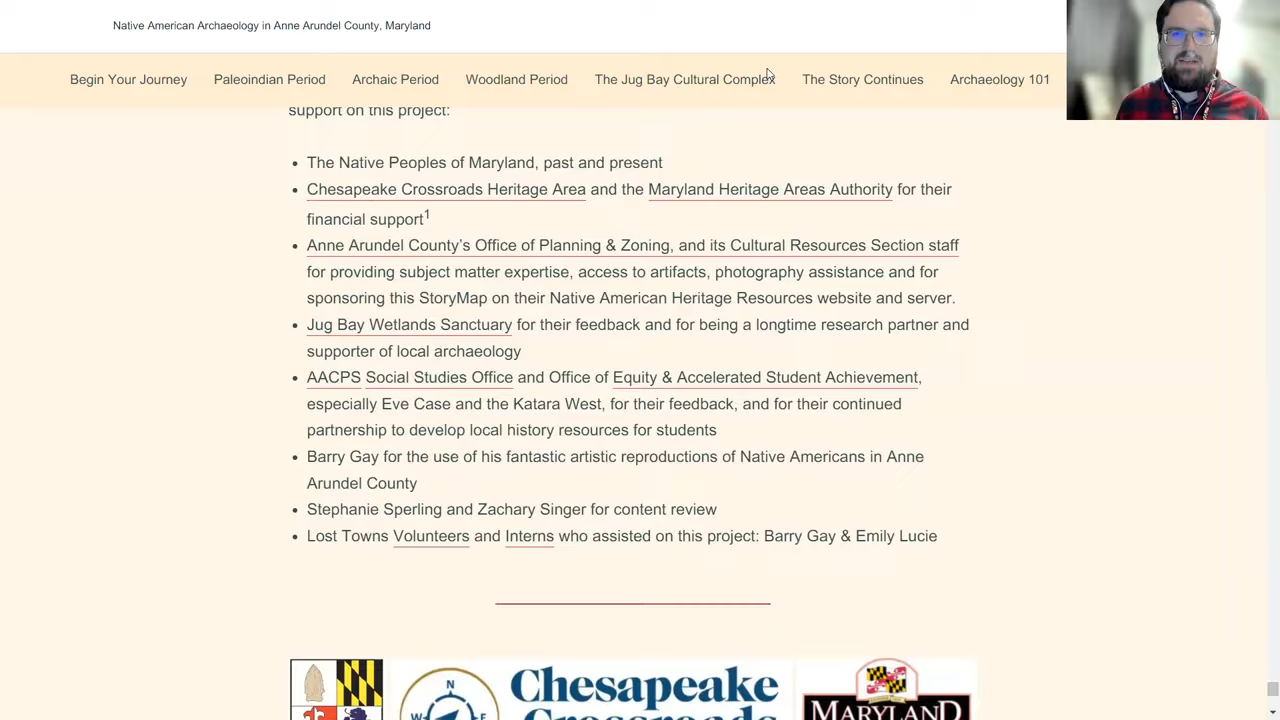 Native American Archaeology in Anne Arundel County, Maryland
Begin Your Journey Paleoindian Period Archaic Period Woodland Period The Jug Bay Cultural Complex The Story Continues Archaeology 101
support on this project:
• The Native Peoples of Maryland, past and present
• Chesapeake Crossroads Heritage Area and the Maryland Heritage Areas Authority for their
financial support1
• Anne Arundel County's Office of Planning & Zoning, and its Cultural Resources Section staff
for providing subject matter expertise, access to artifacts, photography assistance and for
sponsoring this StoryMap on their Native American Heritage Resources website and server.
• Jug Bay Wetlands Sanctuary for their feedback and for being a longtime research partner and
supporter of local archaeology
• AACPS Social Studies Office and Office of Equity & Accelerated Student Achievement,
especially Eve Case and the Katara West, for their feedback, and for their continued
partnership to develop local history resources for students
• Barry Gay for the use of his fantastic artistic reproductions of Native Americans in Anne
Arundel County
• Stephanie Sperling and Zachary Singer for content review
• Lost Towns Volunteers and Interns who assisted on this project: Barry Gay & Emily Lucie
N
W E
Chesapeake
Crossroads
MARYLAND